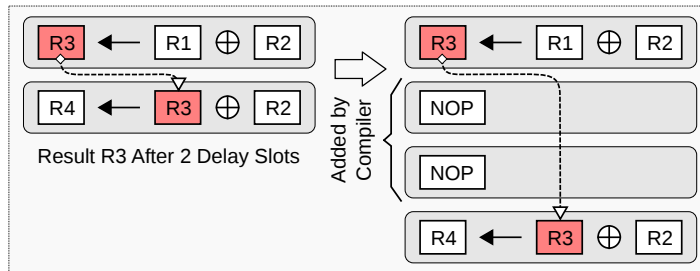 R3 ← R1 ⊕ R2
R4 ← R3 ⊕ R2
Result R3 After 2 Delay Slots
Added by
Compiler
R3 ← R1 ⊕ R2
NOP
NOP
R4 ← R3 ⊕ R2